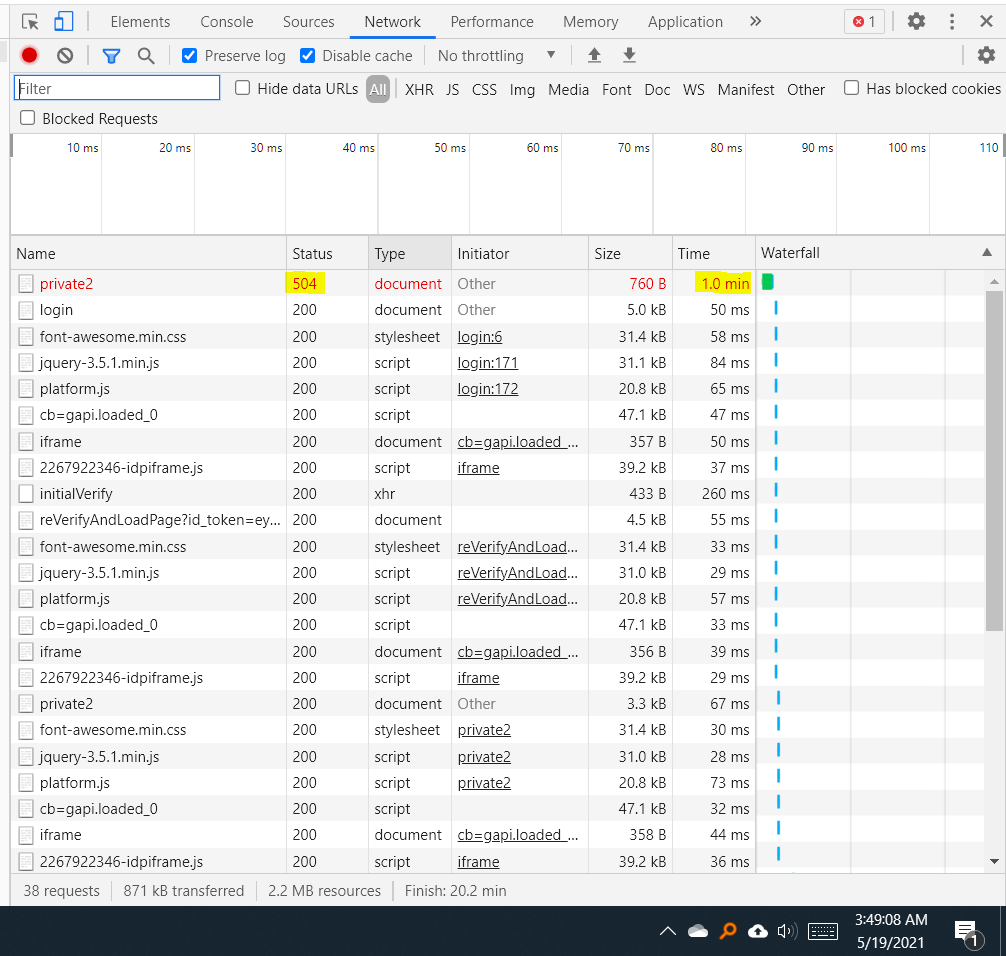 Elements Console Sources Network Performance Memory Application 1
Preserve log Disable cache No throttling
Filter Hide data URLs All XHR JS CSS Img Media Font Doc WS Manifest Other Has blocked cookies
Blocked Requests
10 ms 20 ms 30 ms 40 ms 50 ms 60 ms 70 ms 80 ms 90 ms 100 ms 110
Name Status Type Initiator Size Time Waterfall
private2 504 document Other 760 B 1.0 min
login 200 document Other 5.0 kB 50 ms
font-awesome.min.css 200 stylesheet login:6 31.4 kB 58 ms
jquery-3.5.1.min.js 200 script login:171 31.1 kB 84 ms
platform.js 200 script login:172 20.8 kB 65 ms
cb=gapi.loaded_0 200 script 47.1 kB 47 ms
iframe 200 document cb=gapi.loaded_... 357 B 50 ms
2267922346-idpiframe.js 200 script iframe 39.2 kB 37 ms
initialVerify 200 xhr 433 B 260 ms
reVerifyAndLoadPage?id_token=ey... 200 document 4.5 kB 55 ms
font-awesome.min.css 200 stylesheet reVerifyAndLoad... 31.4 kB 33 ms
jquery-3.5.1.min.js 200 script reVerifyAndLoad... 31.0 kB 29 ms
platform.js 200 script reVerifyAndLoad... 20.8 kB 57 ms
cb=gapi.loaded_0 200 script 47.1 kB 33 ms
iframe 200 document cb=gapi.loaded_... 356 B 39 ms
2267922346-idpiframe.js 200 script iframe 39.2 kB 29 ms
private2 200 document Other 3.3 kB 67 ms
font-awesome.min.css 200 stylesheet private2 31.4 kB 30 ms
jquery-3.5.1.min.js 200 script private2 31.0 kB 28 ms
platform.js 200 script private2 20.8 kB 73 ms
cb=gapi.loaded_0 200 script 47.1 kB 32 ms
iframe 200 document cb=gapi.loaded_... 358 B 44 ms
2267922346-idpiframe.js 200 script iframe 39.2 kB 36 ms
38 requests 871 kB transferred 2.2 MB resources Finish: 20.2 min
3:49:08 AM
5/19/2021
1